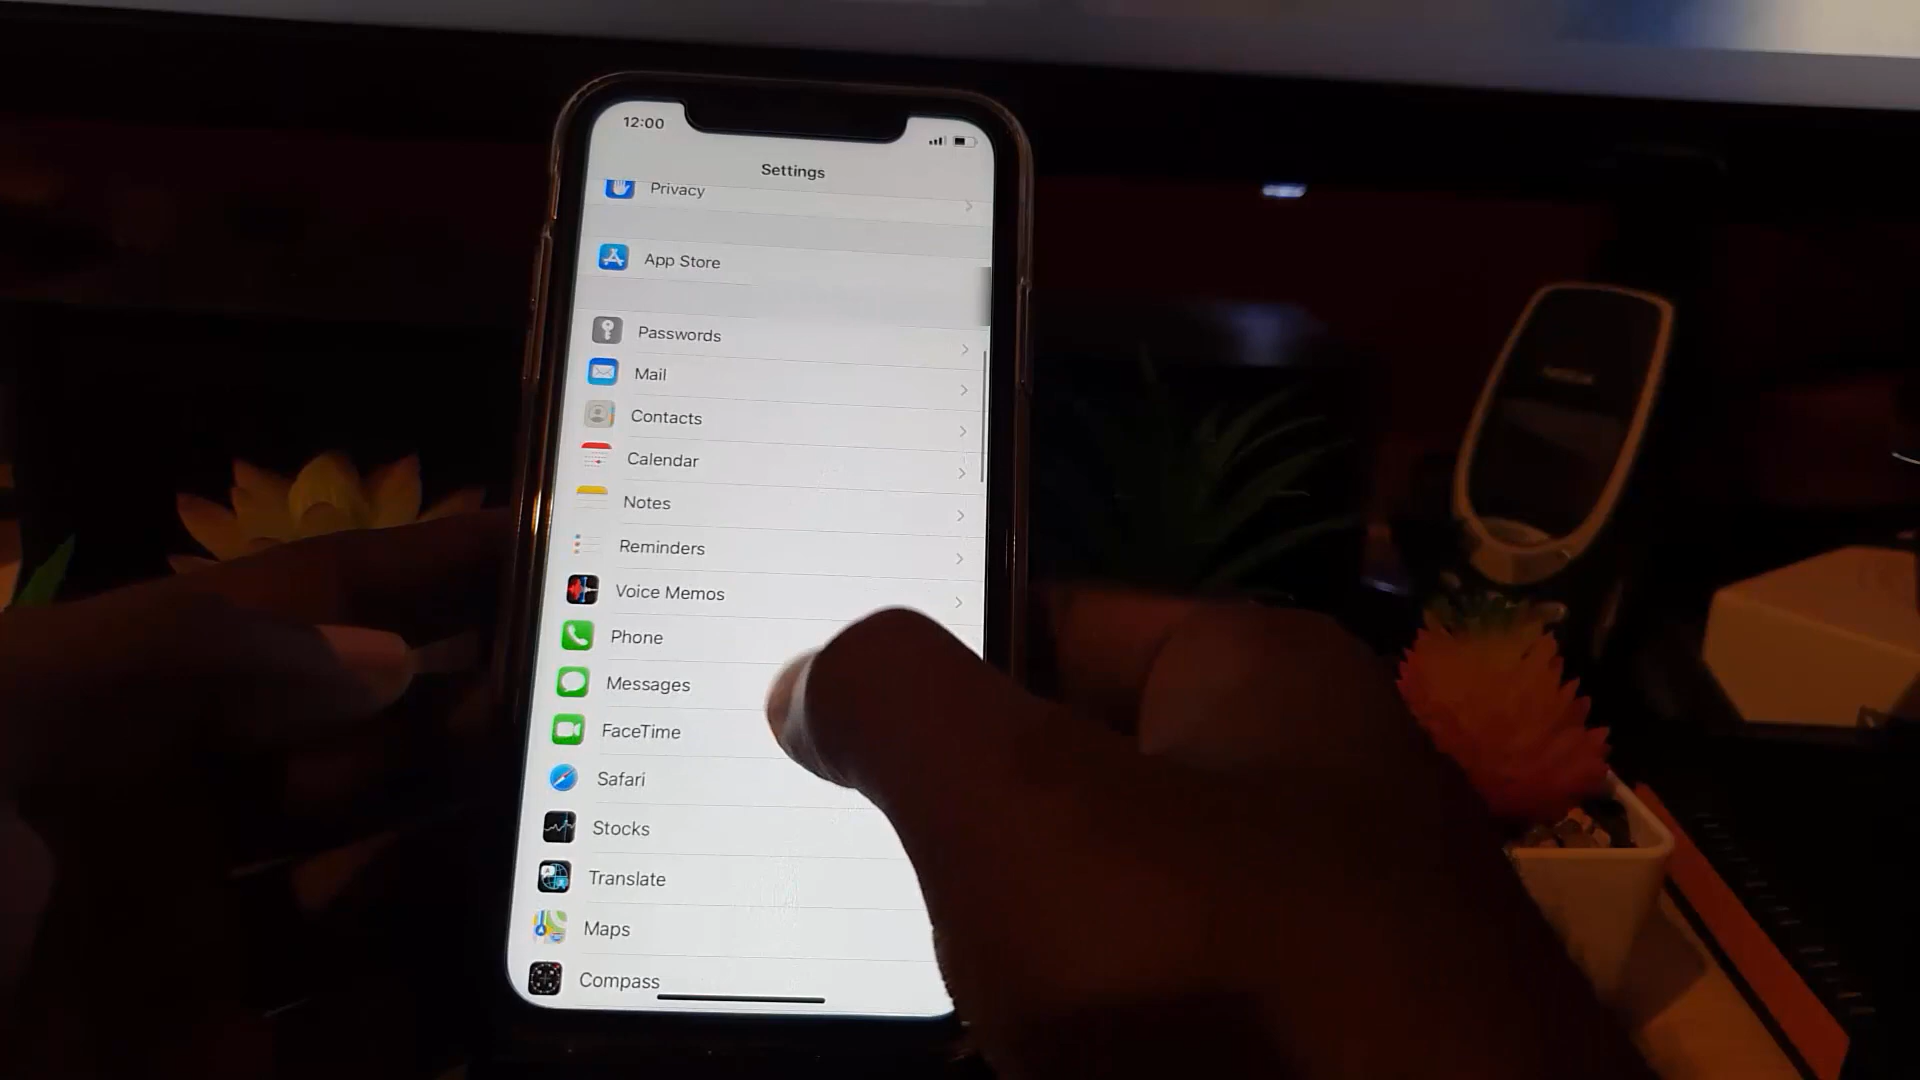 12:00
Settings
Privacy
App Store
Passwords
Mail
Contacts
Calendar
Notes
Reminders
Voice Memos
Phone
Messages
FaceTime
Safari
Stocks
Translate
Maps
Compass